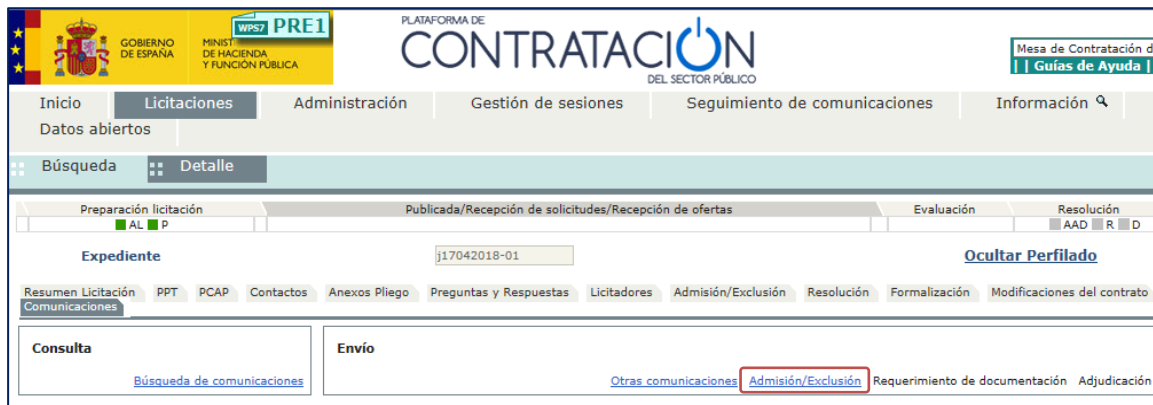 WPS7 PRE1
GOBIERNO
DE ESPAÑA
MINIST
DE HACIENDA
Y FUNCIÓN PÚBLICA
PLATAFORMA DE
CONTRATACIÓN
DEL SECTOR PÚBLICO
Mesa de Contratación d
| | Guías de Ayuda |
Inicio Licitaciones Administración Gestión de sesiones Seguimiento de comunicaciones Información
Datos abiertos
Búsqueda Detalle
Preparación licitación Publicada/Recepción de solicitudes/Recepción de ofertas Evaluación Resolución
AL P AAD R D
Expediente j17042018-01 Ocultar Perfilado
Resumen Licitación PPT PCAP Contactos Anexos Pliego Preguntas y Respuestas Licitadores Admisión/Exclusión Resolución Formalización Modificaciones del contrato
Comunicaciones
Consulta Envío
Búsqueda de comunicaciones Otras comunicaciones Admisión/Exclusión Requerimiento de documentación Adjudicación